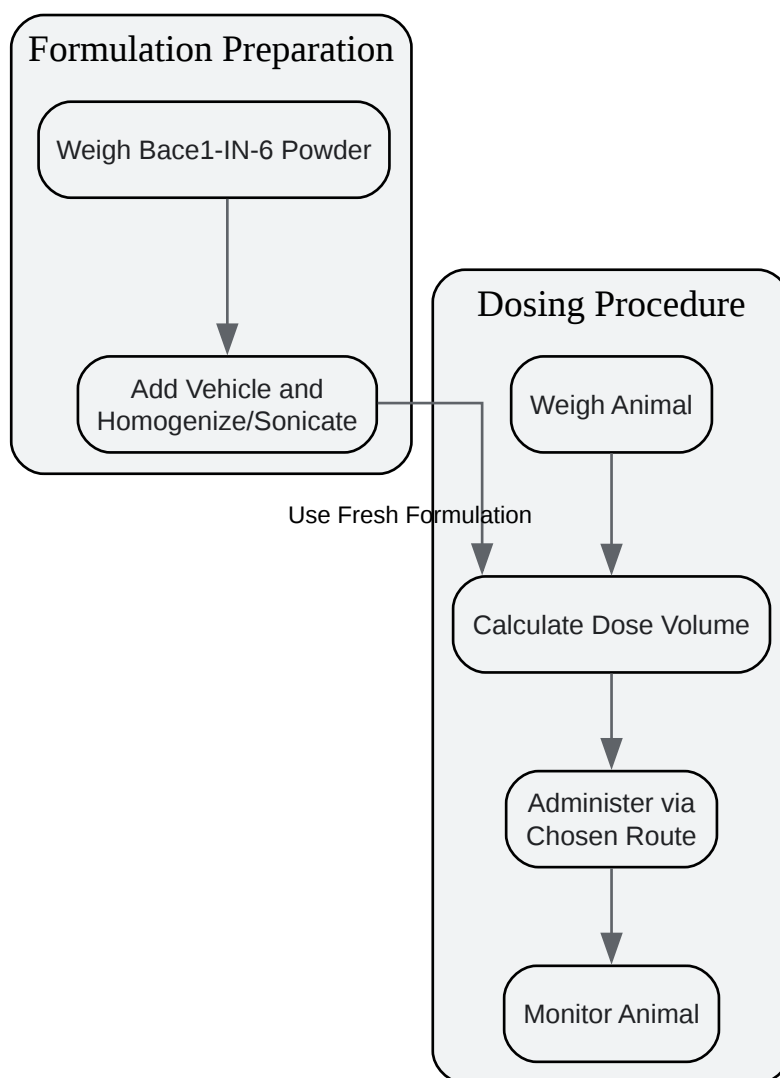 Formulation Preparation
Weigh Bace1-IN-6 Powder
Add Vehicle and
Homogenize/Sonicate
Use Fresh Formulation
Dosing Procedure
Weigh Animal
Calculate Dose Volume
Administer via
Chosen Route
Monitor Animal